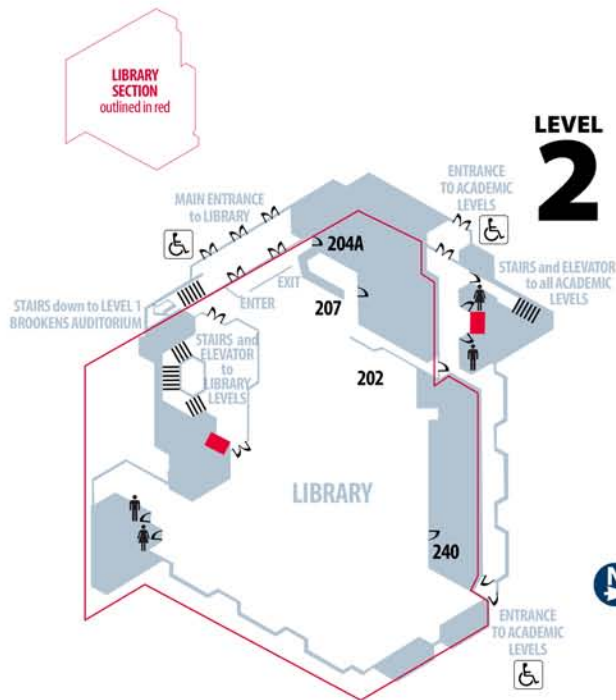 LIBRARY
SECTION
outlined in red
LEVEL
2
MAIN ENTRANCE
to LIBRARY
ENTRANCE
TO ACADEMIC
LEVELS
204A
EXIT
ENTER
207
STAIRS and ELEVATOR
to all ACADEMIC
LEVELS
STAIRS down to LEVEL 1
BROOKENS AUDITORIUM
STAIRS and
ELEVATOR
to
LIBRARY
LEVELS
202
LIBRARY
240
N
ENTRANCE
TO ACADEMIC
LEVELS